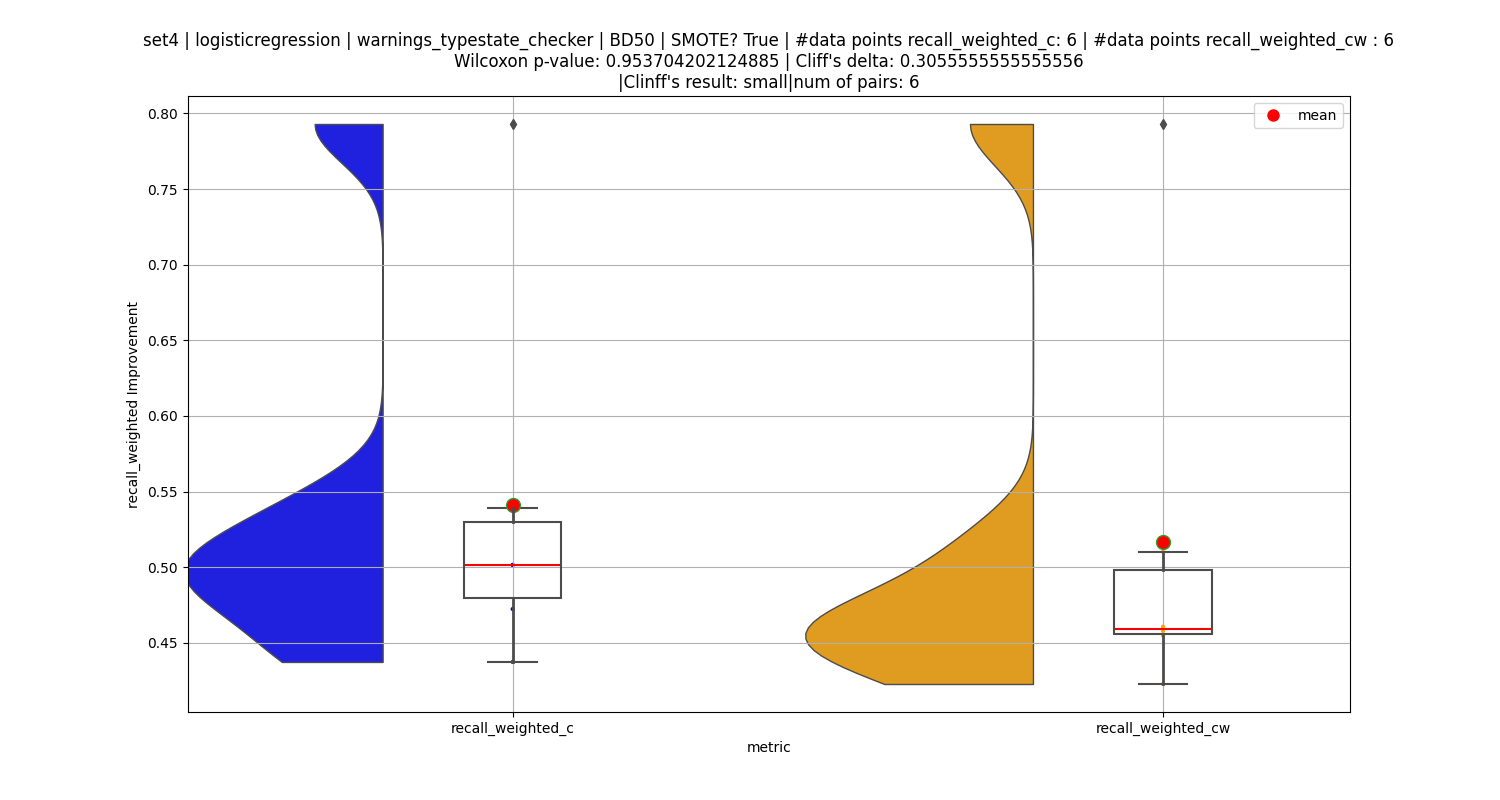 set4 | logisticregression | warnings_typestate_checker | BD50 | SMOTE? True | #data points recall_weighted_c: 6 | #data points recall_weighted_cw : 6
Wilcoxon p-value: 0.953704202124885 | Cliff's delta: 0.3055555555555556
|Clinff's result: small|num of pairs: 6
mean
0.80
0.75
0.70
0.65
0.60
0.55
0.50
0.45
recall_weighted Improvement
recall_weighted_c
recall_weighted_cw
metric